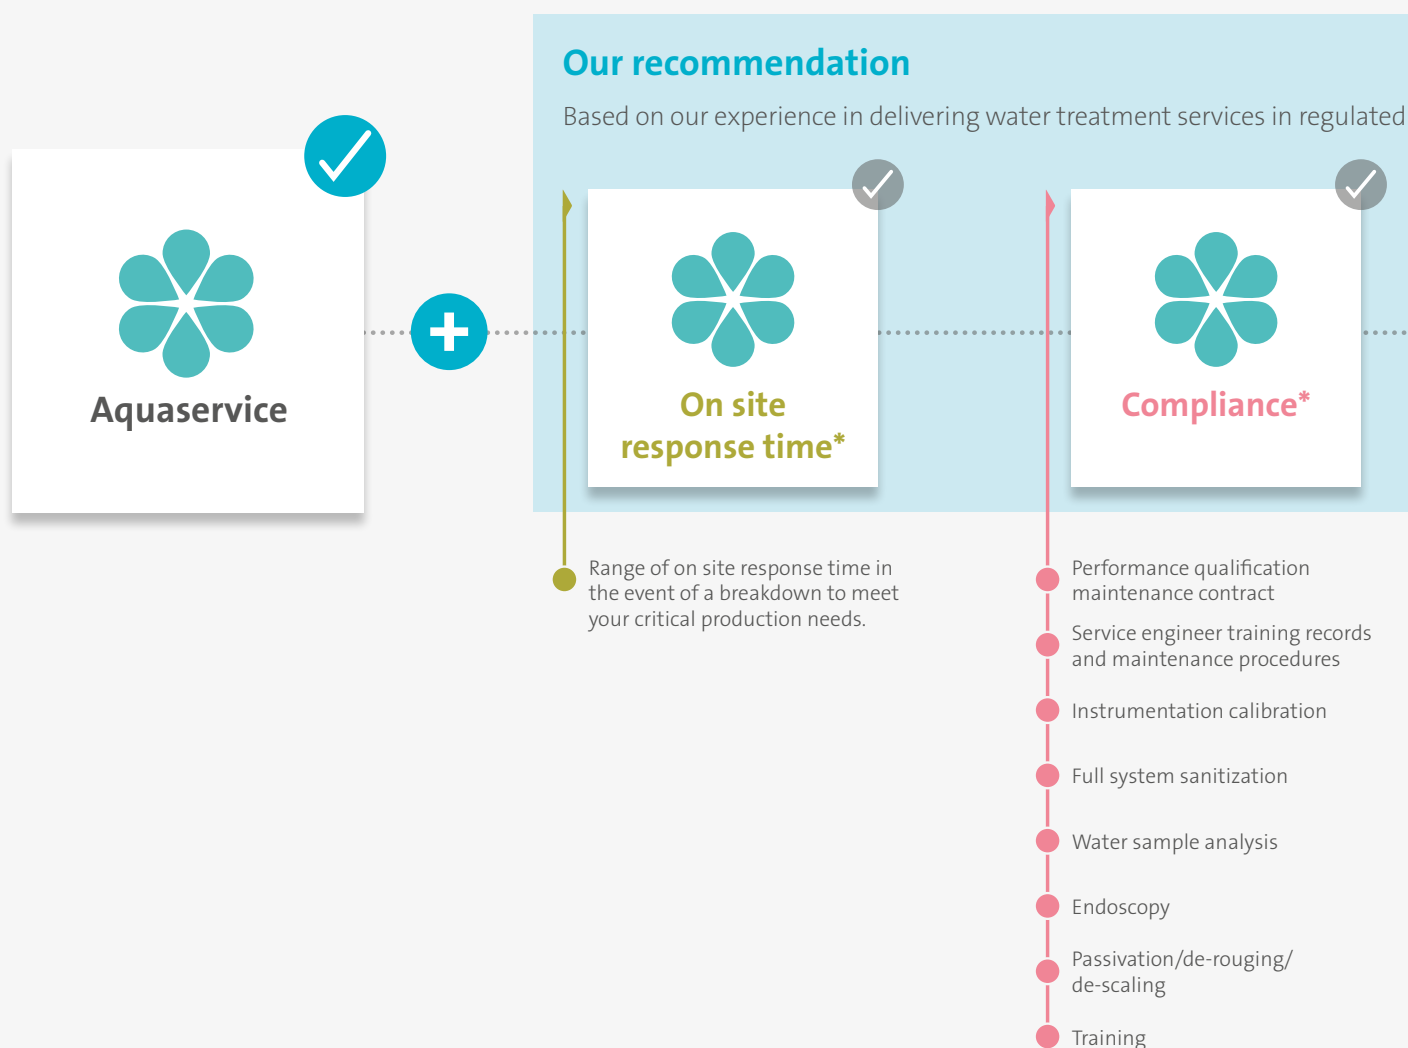 Our recommendation
Based on our experience in delivering water treatment services in regulated
Aquaservice
On site
response time*
Compliance*
Range of on site response time in
the event of a breakdown to meet
your critical production needs.
Performance qualification
maintenance contract
Service engineer training records
and maintenance procedures
Instrumentation calibration
Full system sanitization
Water sample analysis
Endoscopy
Passivation/de-rouging/
de-scaling
Training